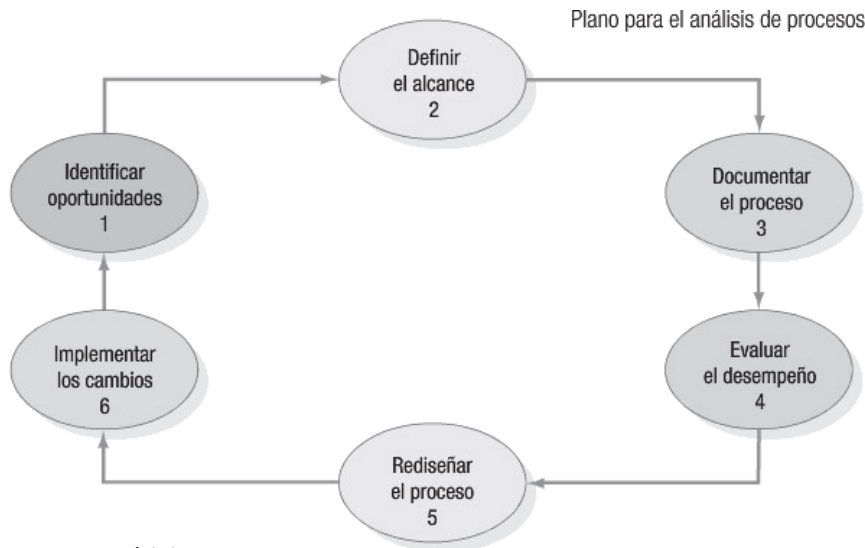 Plano para el análisis de procesos
Definir
el alcance
2
Identificar
oportunidades
1
Documentar
el proceso
3
Implementar
los cambios
6
Evaluar
el desempeño
4
Rediseñar
el proceso
5